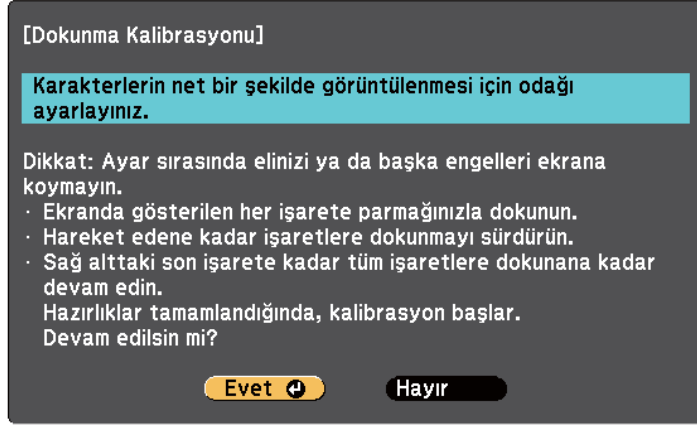 [Dokunma Kalibrasyonu]
Karakterlerin net bir şekilde görüntülenmesi için odağı
ayarlayınız.
Dikkat: Ayar sırasında elinizi ya da başka engelleri ekrana
koymayın.
· Ekranda gösterilen her işarete parmağınızla dokunun.
· Hareket edene kadar işaretlere dokunmayı sürdürün.
· Sağ alttaki son işarete kadar tüm işaretlere dokunana kadar
devam edin.
Hazırlıklar tamamlandığında, kalibrasyon başlar.
Devam edilsin mi?
Evet Hayır